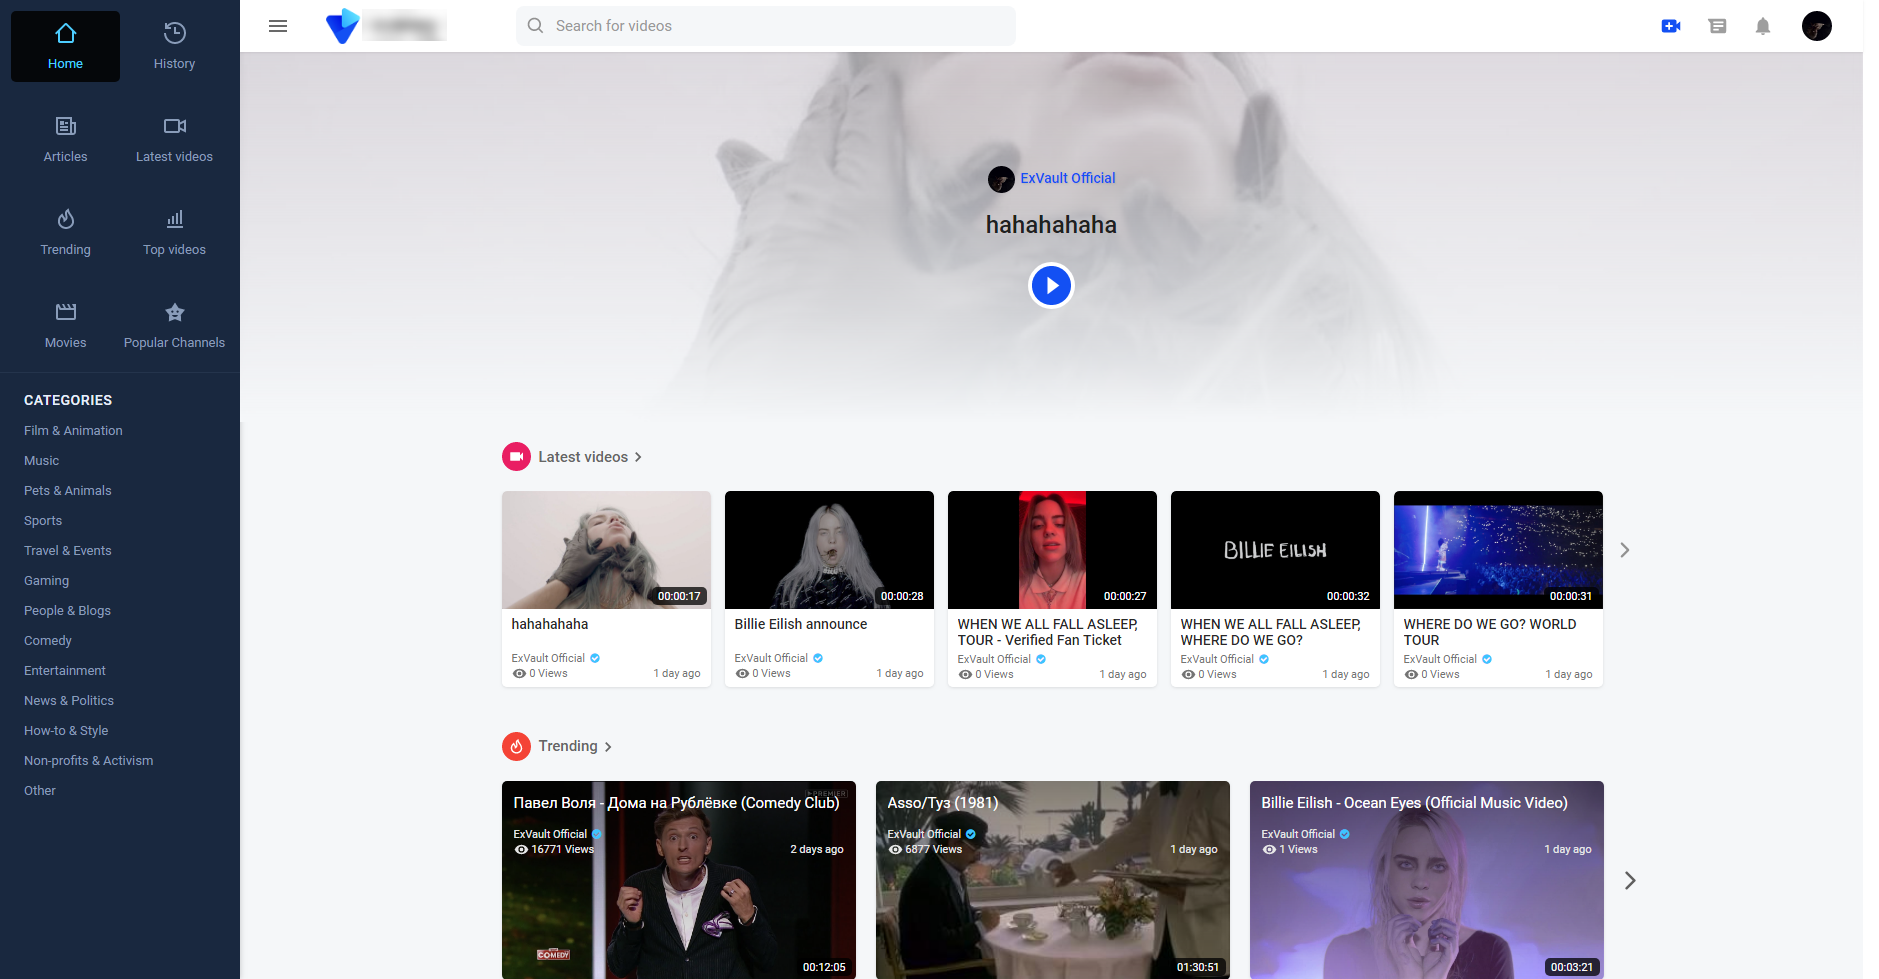 Home
History
Articles
Latest videos
Trending
Top videos
Movies
Popular Channels
CATEGORIES
Film & Animation
Music
Pets & Animals
Sports
Travel & Events
Gaming
People & Blogs
Comedy
Entertainment
News & Politics
How-to & Style
Non-profits & Activism
Other
Search for videos
ExVault Official
hahahahaha
Latest videos
00:00:17
hahahahaha
ExVault Official
0 Views
1 day ago
00:00:28
Billie Eilish announce
ExVault Official
0 Views
1 day ago
00:00:27
WHEN WE ALL FALL ASLEEP,
TOUR - Verified Fan Ticket
ExVault Official
0 Views
1 day ago
BILLIE EILISH
00:00:32
WHEN WE ALL FALL ASLEEP,
WHERE DO WE GO?
ExVault Official
0 Views
1 day ago
00:00:31
WHERE DO WE GO? WORLD
TOUR
ExVault Official
0 Views
1 day ago
Trending
PREMIER
Павел Воля - Дома на Рублёвке (Comedy Club)
ExVault Official
16771 Views
2 days ago
COMEDY
00:12:05
Asso/Туз (1981)
ExVault Official
6877 Views
1 day ago
01:30:51
Billie Eilish - Ocean Eyes (Official Music Video)
ExVault Official
1 Views
1 day ago
00:03:21